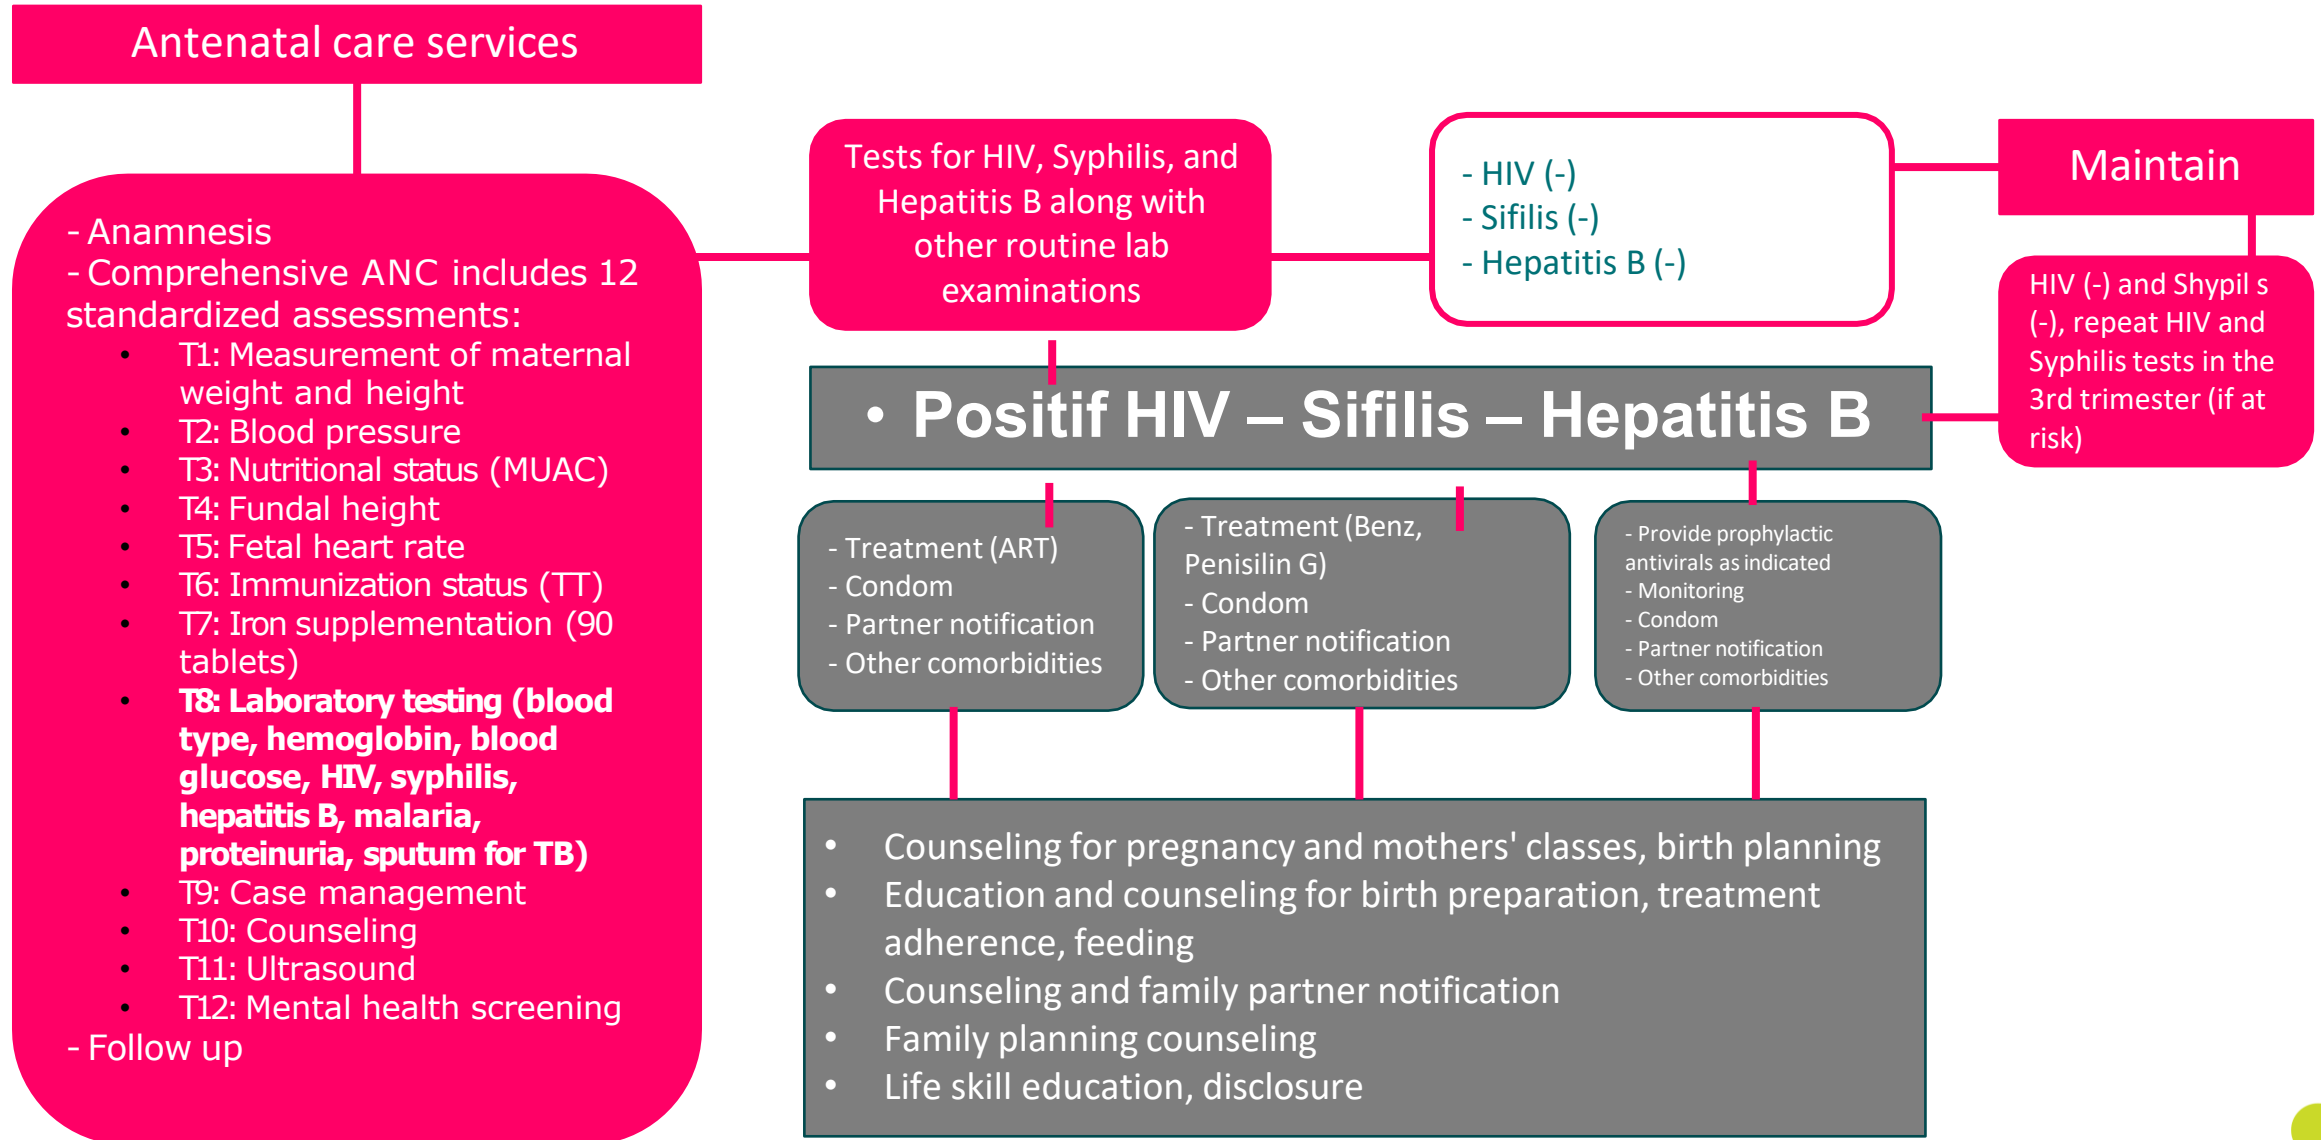 Antenatal care services
- Anamnesis
- Comprehensive ANC includes 12
standardized assessments:
• T1: Measurement of maternal
weight and height
• T2: Blood pressure
• T3: Nutritional status (MUAC)
• T4: Fundal height
• T5: Fetal heart rate
• T6: Immunization status (TT)
• T7: Iron supplementation (90
tablets)
• T8: Laboratory testing (blood
type, hemoglobin, blood
glucose, HIV, syphilis,
hepatitis B, malaria,
proteinuria, sputum for TB)
• T9: Case management
• T10: Counseling
• T11: Ultrasound
• T12: Mental health screening
- Follow up
Tests for HIV, Syphilis, and
Hepatitis B along with
other routine lab
examinations
- HIV (-)
- Sifilis (-)
- Hepatitis B (-)
Maintain
HIV (-) and Shypil s
(-), repeat HIV and
Syphilis tests in the
3rd trimester (if at
risk)
• Positif HIV – Sifilis – Hepatitis B
- Treatment (ART)
- Condom
- Partner notification
- Other comorbidities
- Treatment (Benz,
Penisilin G)
- Condom
- Partner notification
- Other comorbidities
- Provide prophylactic
antivirals as indicated
- Monitoring
- Condom
- Partner notification
- Other comorbidities
• Counseling for pregnancy and mothers' classes, birth planning
• Education and counseling for birth preparation, treatment
adherence, feeding
• Counseling and family partner notification
• Family planning counseling
• Life skill education, disclosure